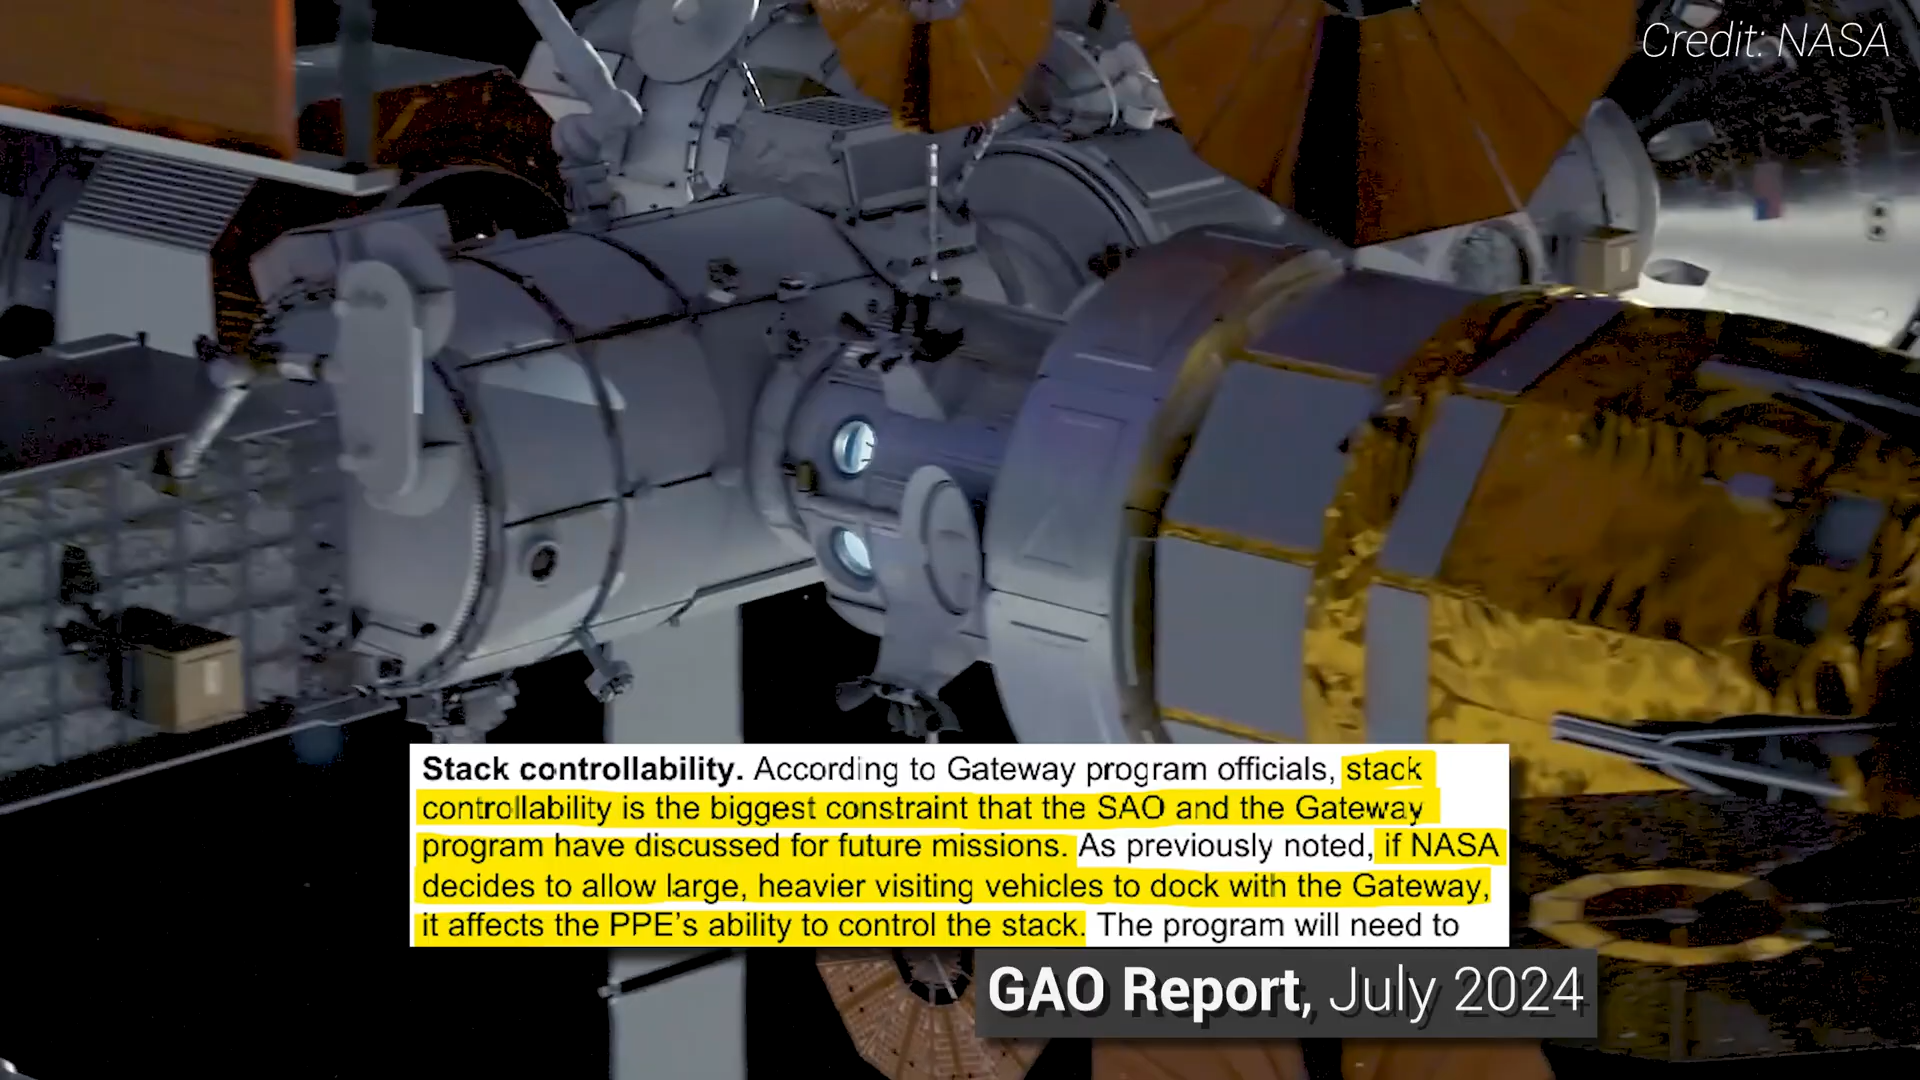 Credit: NASA
Stack controllability. According to Gateway program officials, stack
controllability is the biggest constraint that the SAO and the Gateway
program have discussed for future missions. As previously noted, if NASA
decides to allow large, heavier visiting vehicles to dock with the Gateway,
it affects the PPE’s ability to control the stack. The program will need to
GAO Report, July 2024